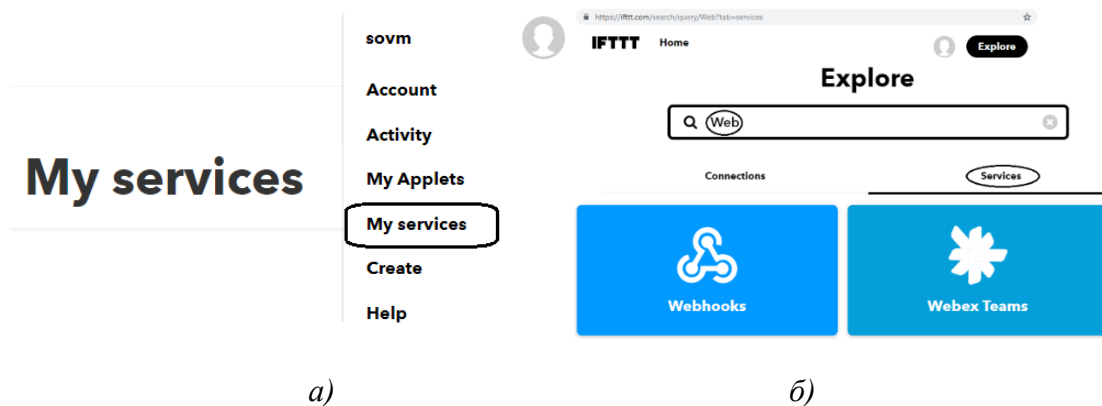 My services
sovm
Account
Activity
My Applets
My services
Create
Help
https://ifttt.com/search/query/Web?tab=services
IFTTT Home Explore
Explore
Web
Connections Services
Webhooks Webex Teams
а) б)